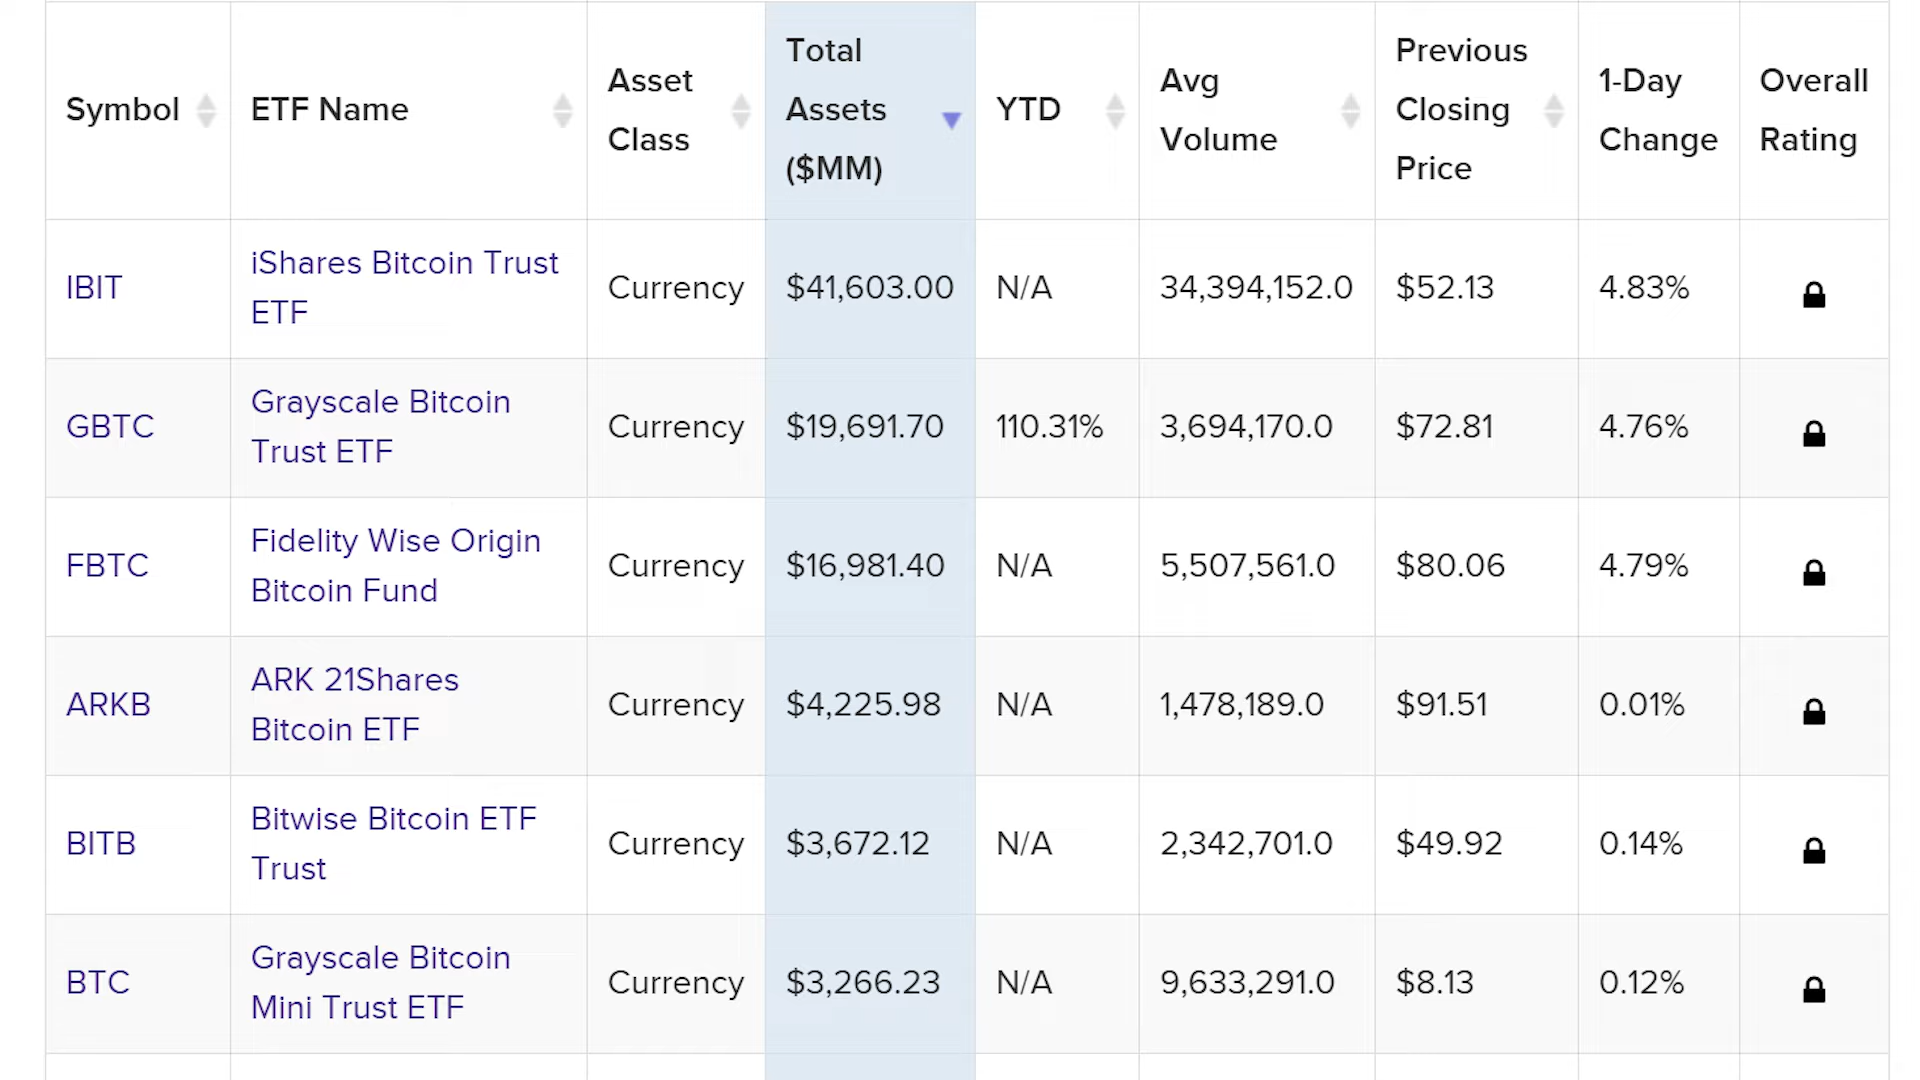 Symbol
ETF Name
Asset
Class
Total
Assets
($MM)
YTD
Avg
Volume
Previous
Closing
Price
1-Day
Change
Overall
Rating
IBIT
iShares Bitcoin Trust
ETF
Currency
$41,603.00
N/A
34,394,152.0
$52.13
4.83%
GBTC
Grayscale Bitcoin
Trust ETF
Currency
$19,691.70
110.31%
3,694,170.0
$72.81
4.76%
FBTC
Fidelity Wise Origin
Bitcoin Fund
Currency
$16,981.40
N/A
5,507,561.0
$80.06
4.79%
ARKB
ARK 21Shares
Bitcoin ETF
Currency
$4,225.98
N/A
1,478,189.0
$91.51
0.01%
BITB
Bitwise Bitcoin ETF
Trust
Currency
$3,672.12
N/A
2,342,701.0
$49.92
0.14%
BTC
Grayscale Bitcoin
Mini Trust ETF
Currency
$3,266.23
N/A
9,633,291.0
$8.13
0.12%